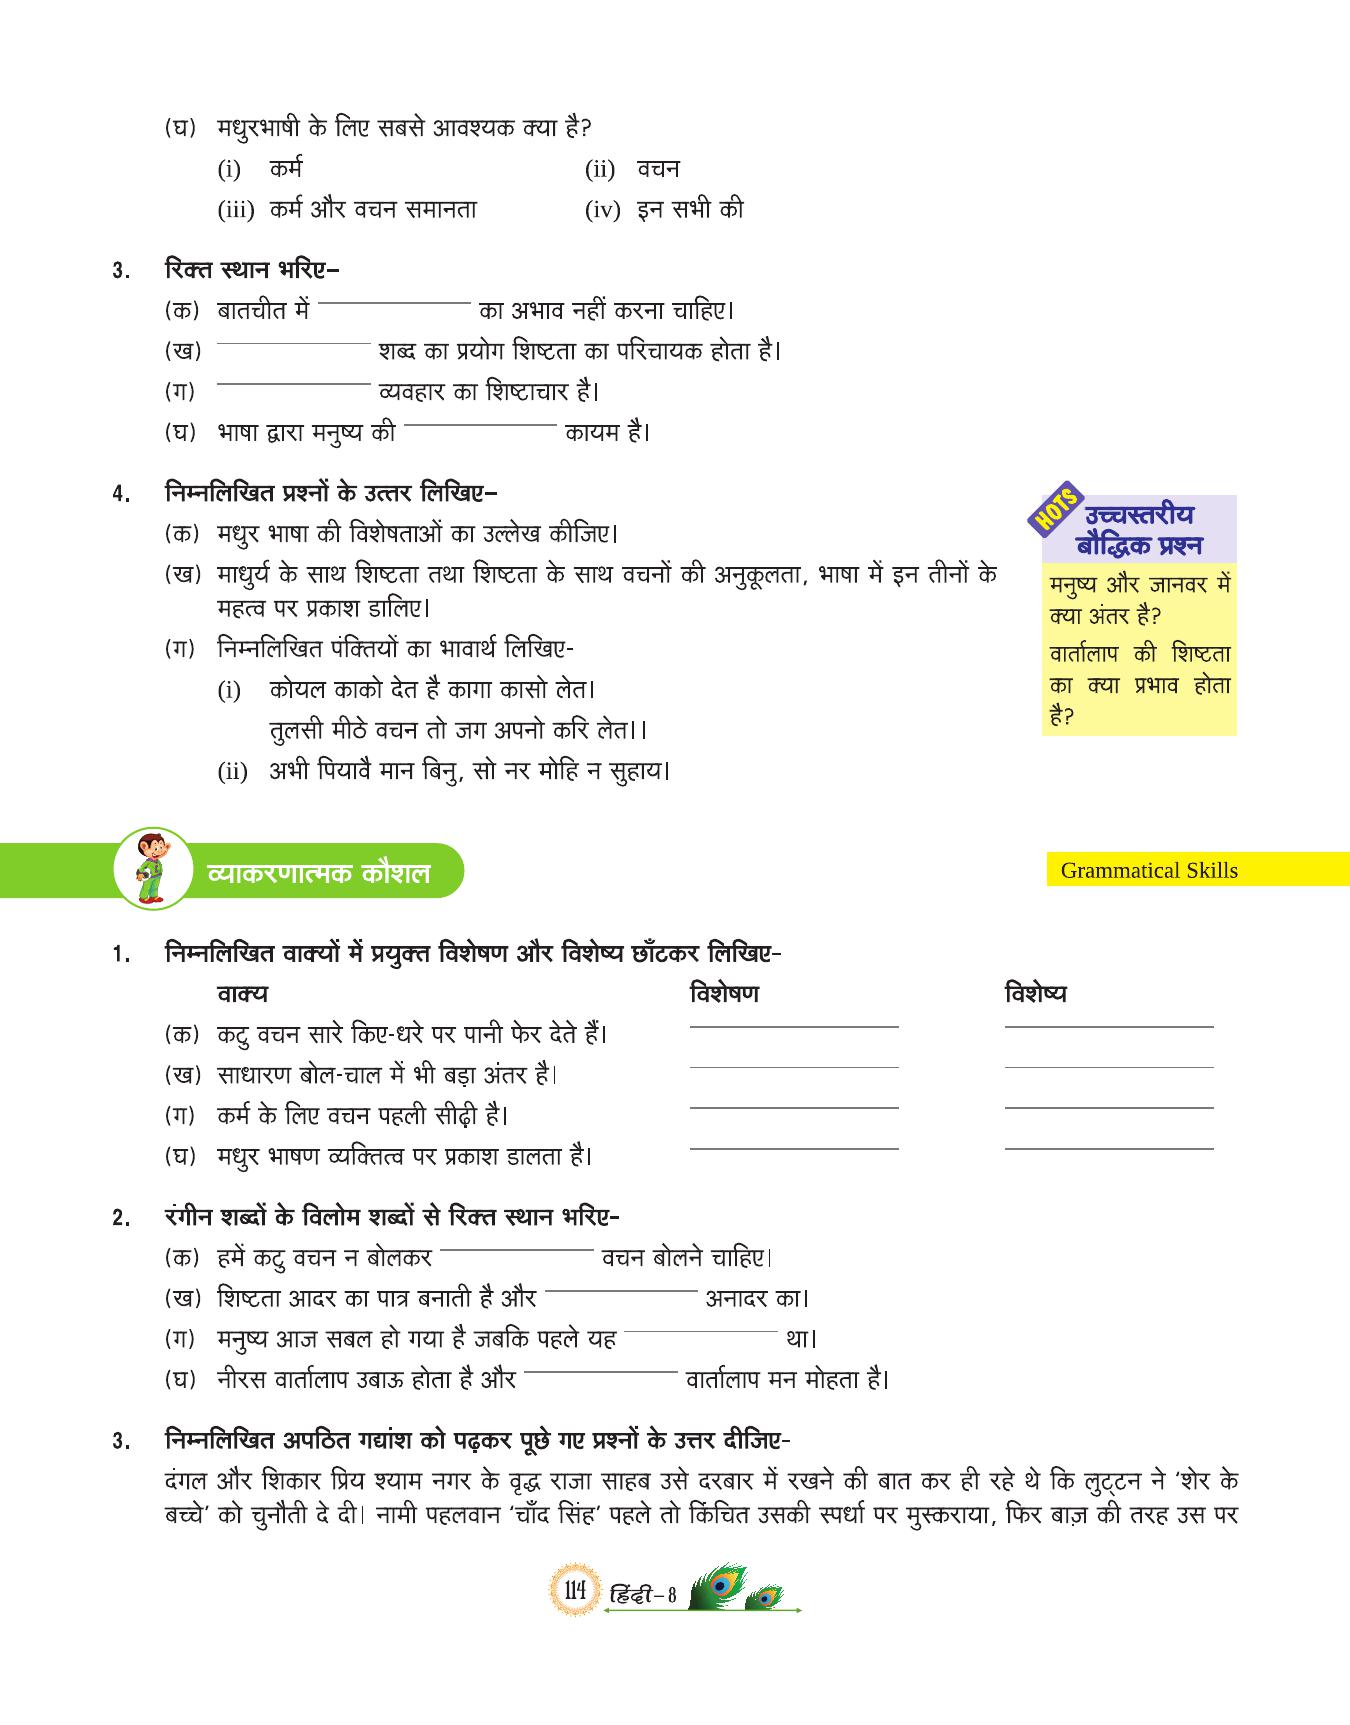 (घ) मधुरभाषी के लिए सबसे आवश्यक क्या है?
(i) कर्म (ii) वचन
(iii) कर्म और वचन समानता (iv) इन सभी की
3. रिक्त स्थान भरिए–
(क) बातचीत में ____________ का अभाव नहीं करना चाहिए।
(ख) ____________ शब्द का प्रयोग शिष्टता का परिचायक होता है।
(ग) ____________ व्यवहार का शिष्टाचार है।
(घ) भाषा द्वारा मनुष्य की ____________ कायम है।
4. निम्नलिखित प्रश्नों के उत्तर लिखिए–
(क) मधुर भाषा की विशेषताओं का उल्लेख कीजिए।
(ख) माधुर्य के साथ शिष्टता तथा शिष्टता के साथ वचनों की अनुकूलता, भाषा में इन तीनों के
महत्व पर प्रकाश डालिए।
(ग) निम्नलिखित पंक्तियों का भावार्थ लिखिए-
(i) कोयल काको देत है कागा कासो लेत।
तुलसी मीठे वचन तो जग अपनो करि लेत।।
(ii) अभी पियावै मान बिनु, सो नर मोहि न सुहाय।
HOTS
उच्चस्तरीय
बौद्धिक प्रश्न
मनुष्य और जानवर में
क्या अंतर है?
वार्तालाप की शिष्टता
का क्या प्रभाव होता
है?
व्याकरणात्मक कौशल
Grammatical Skills
1. निम्नलिखित वाक्यों में प्रयुक्त विशेषण और विशेष्य छाँटकर लिखिए-
वाक्य विशेषण विशेष्य
(क) कटु वचन सारे किए-धरे पर पानी फेर देते हैं। ____________ ____________
(ख) साधारण बोल-चाल में भी बड़ा अंतर है। ____________ ____________
(ग) कर्म के लिए वचन पहली सीढ़ी है। ____________ ____________
(घ) मधुर भाषण व्यक्तित्व पर प्रकाश डालता है। ____________ ____________
2. रंगीन शब्दों के विलोम शब्दों से रिक्त स्थान भरिए–
(क) हमें कटु वचन न बोलकर ____________ वचन बोलने चाहिए।
(ख) शिष्टता आदर का पात्र बनाती है और ____________ अनादर का।
(ग) मनुष्य आज सबल हो गया है जबकि पहले यह ____________ था।
(घ) नीरस वार्तालाप उबाऊ होता है और ____________ वार्तालाप मन मोहता है।
3. निम्नलिखित अपठित गद्यांश को पढ़कर पूछे गए प्रश्नों के उत्तर दीजिए-
दंगल और शिकार प्रिय श्याम नगर के वृद्ध राजा साहब उसे दरबार में रखने की बात कर ही रहे थे कि लुट्टन ने ‘शेर के
बच्चे’ को चुनौती दे दी। नामी पहलवान ‘चाँद सिंह’ पहले तो किंचित उसकी स्पर्धा पर मुस्कराया, फिर बाज़ की तरह उस पर
114 हिंदी–8